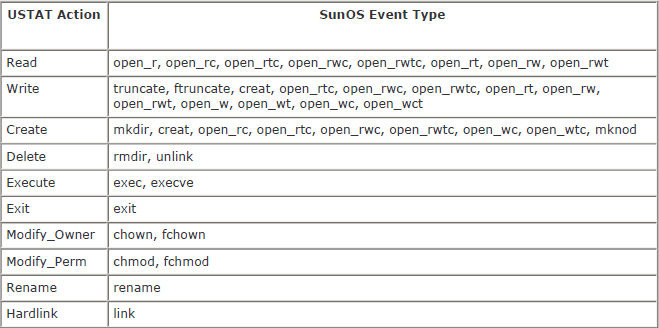 USTAT Action SunOS Event Type
Read open_r, open_rc, open_rtc, open_rwc, open_rwtc, open_rt, open_rw, open_rwt
Write truncate, ftruncate, creat, open_rtc, open_rwc, open_rwtc, open_rt, open_rw,
open_rwt, open_w, open_wt, open_wc, open_wct
Create mkdir, creat, open_rc, open_rtc, open_rwc, open_rwtc, open_wc, open_wtc, mknod
Delete rmdir, unlink
Execute exec, execve
Exit exit
Modify_Owner chown, fchown
Modify_Perm chmod, fchmod
Rename rename
Hardlink link